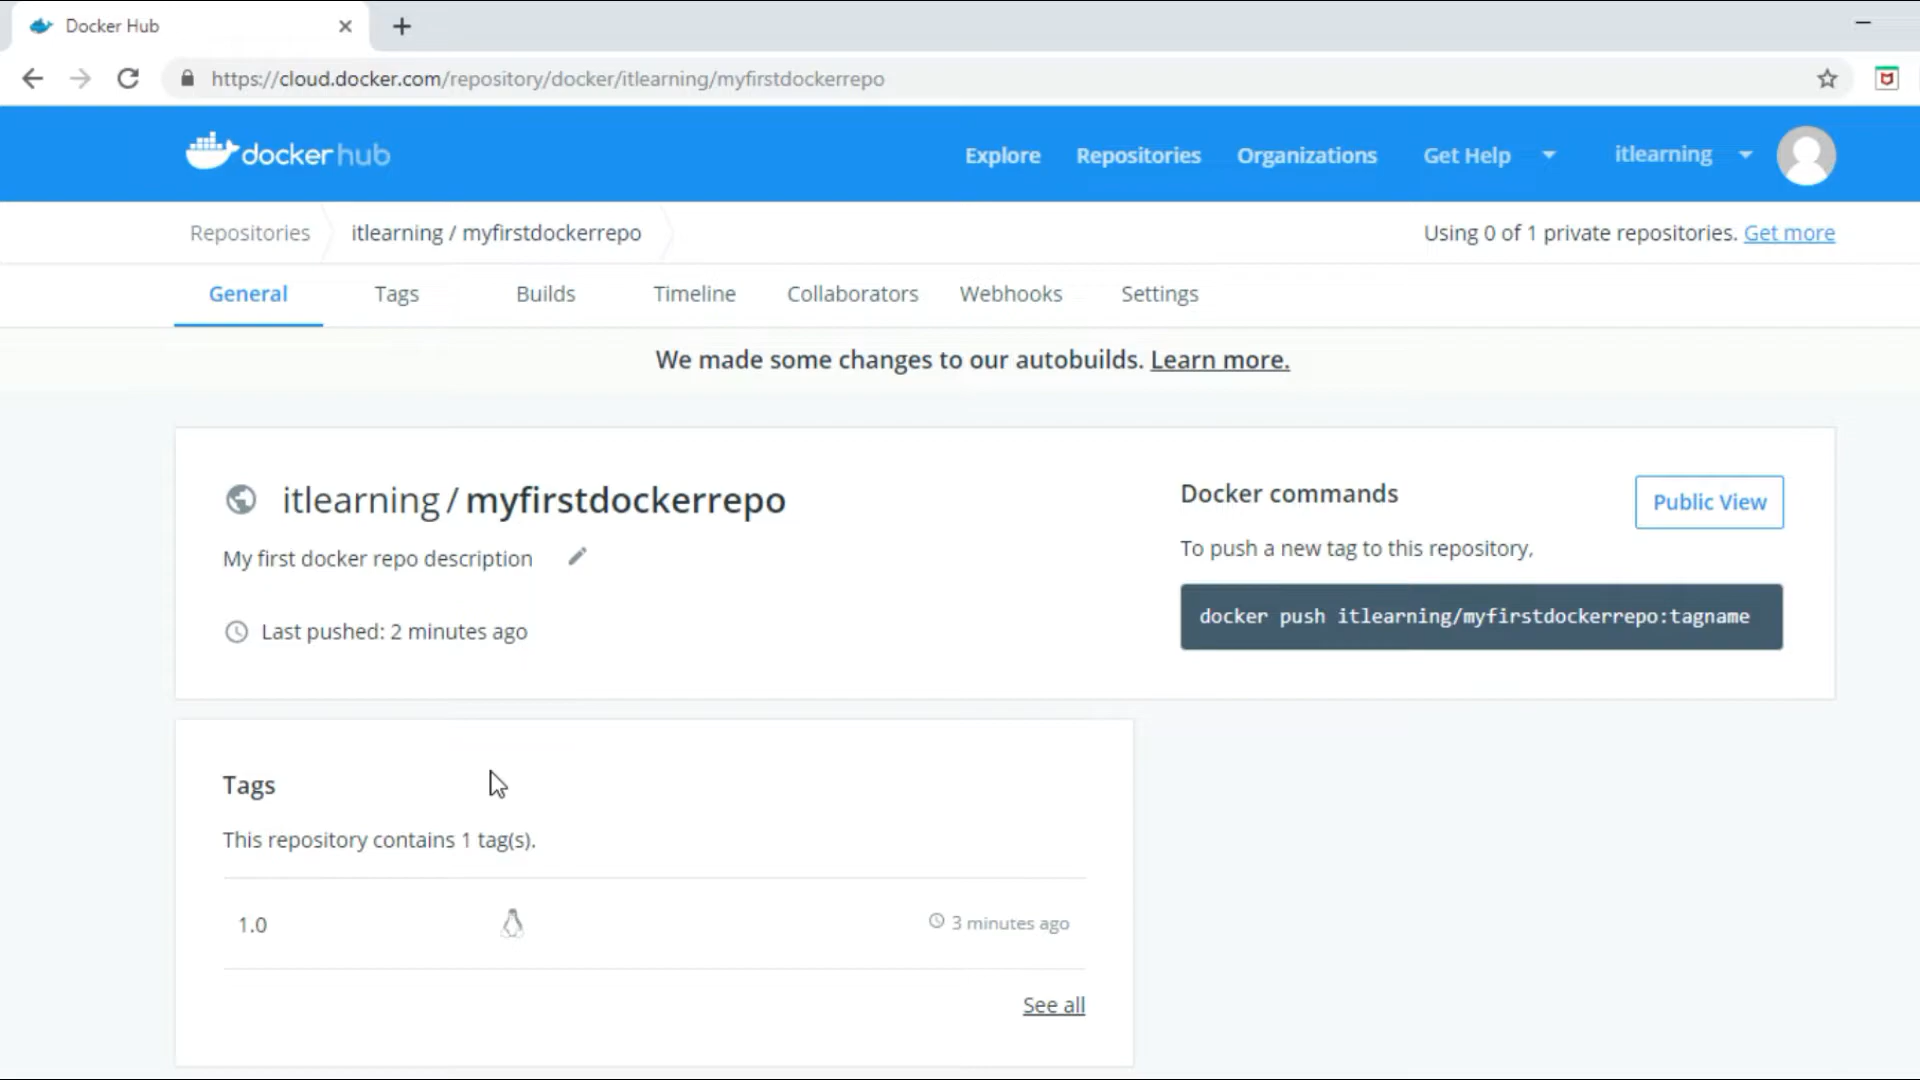 Docker Hub
https://cloud.docker.com/repository/docker/itlearning/myfirstdockerrepo
docker hub
Explore Repositories Organizations Get Help itlearning
Repositories itlearning / myfirstdockerrepo Using 0 of 1 private repositories. Get more
General Tags Builds Timeline Collaborators Webhooks Settings
We made some changes to our autobuilds. Learn more.
itlearning / myfirstdockerrepo
My first docker repo description
Last pushed: 2 minutes ago
Docker commands
Public View
To push a new tag to this repository,
docker push itlearning/myfirstdockerrepo:tagname
Tags
This repository contains 1 tag(s).
1.0 3 minutes ago
See all